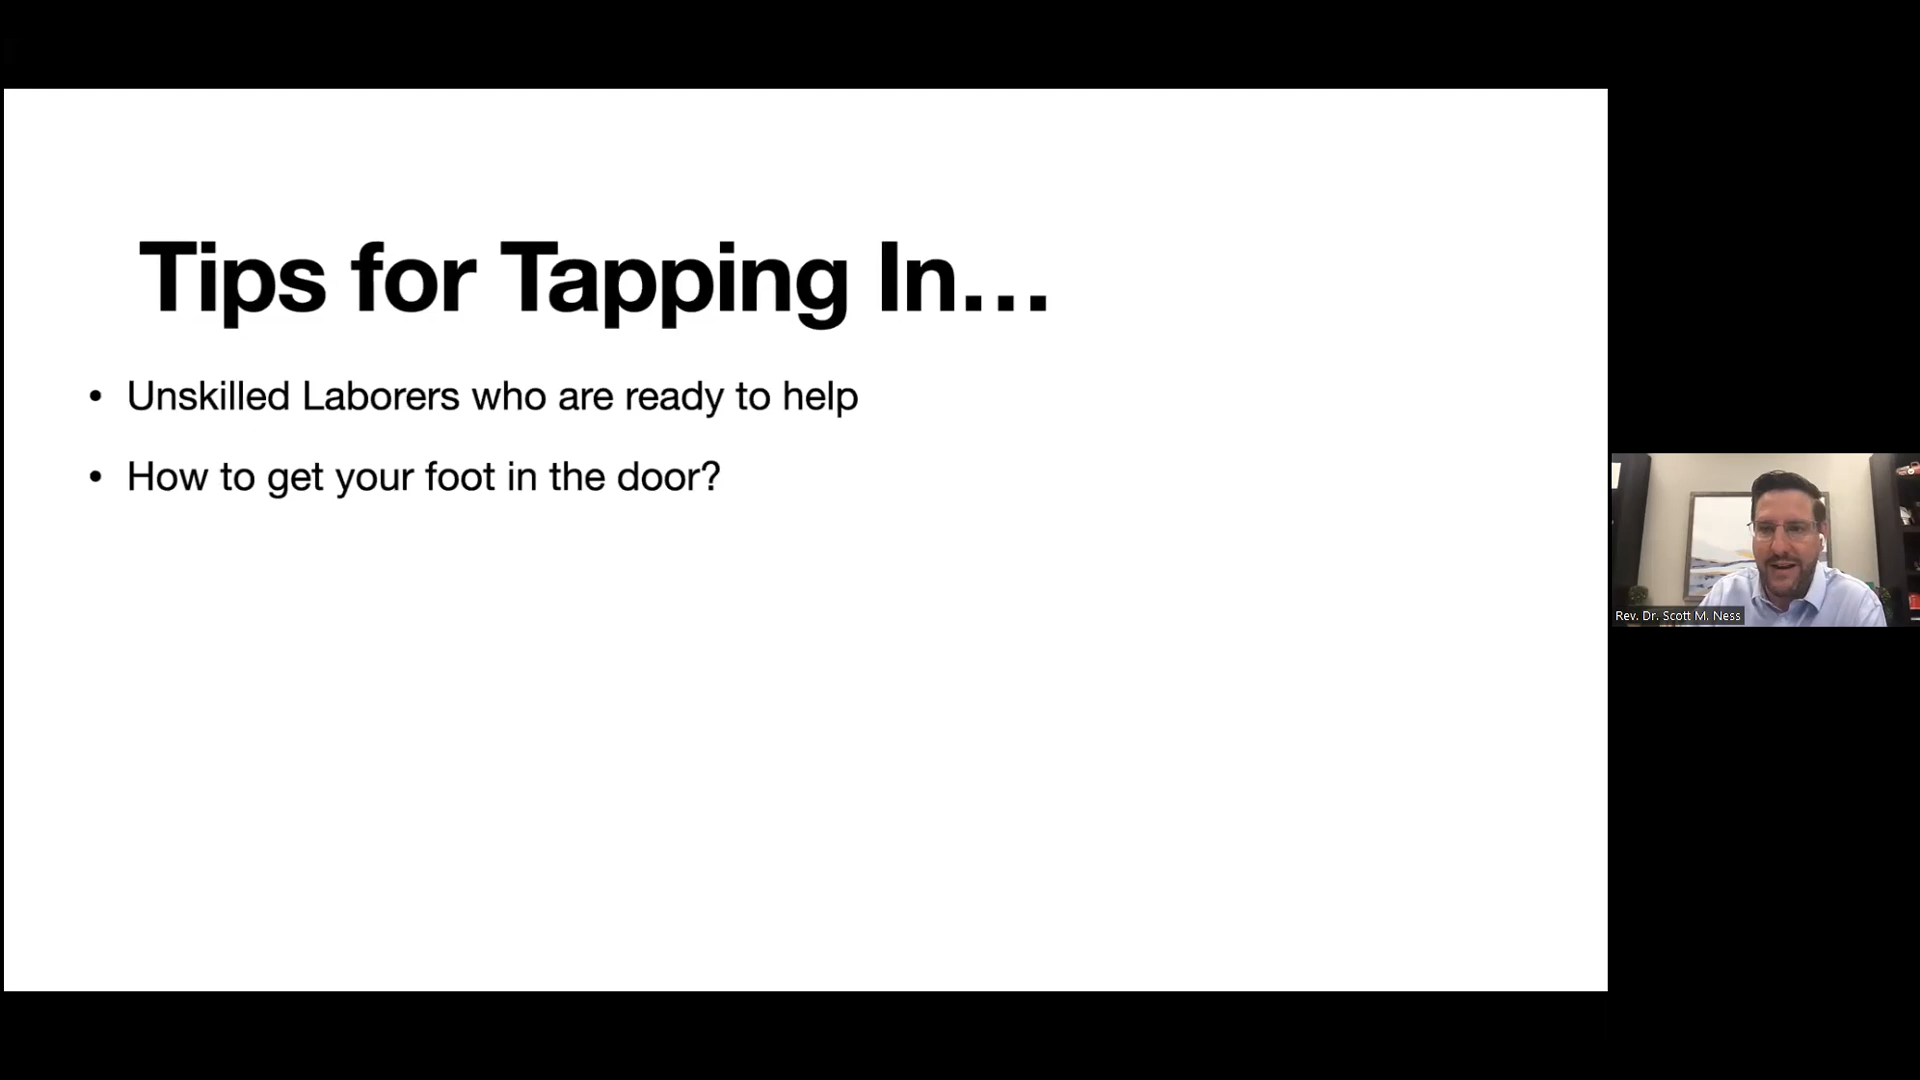 Tips for Tapping In…
• Unskilled Laborers who are ready to help
• How to get your foot in the door?
Rev. Dr. Scott M. Ness